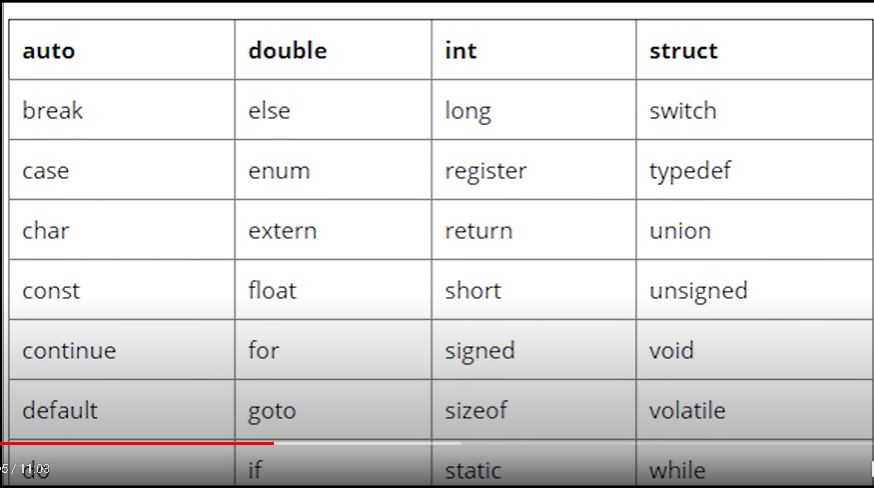 auto double int struct
break else long switch
case enum register typedef
char extern return union
const float short unsigned
continue for signed void
default goto sizeof volatile
do if static while
5 / 11:03